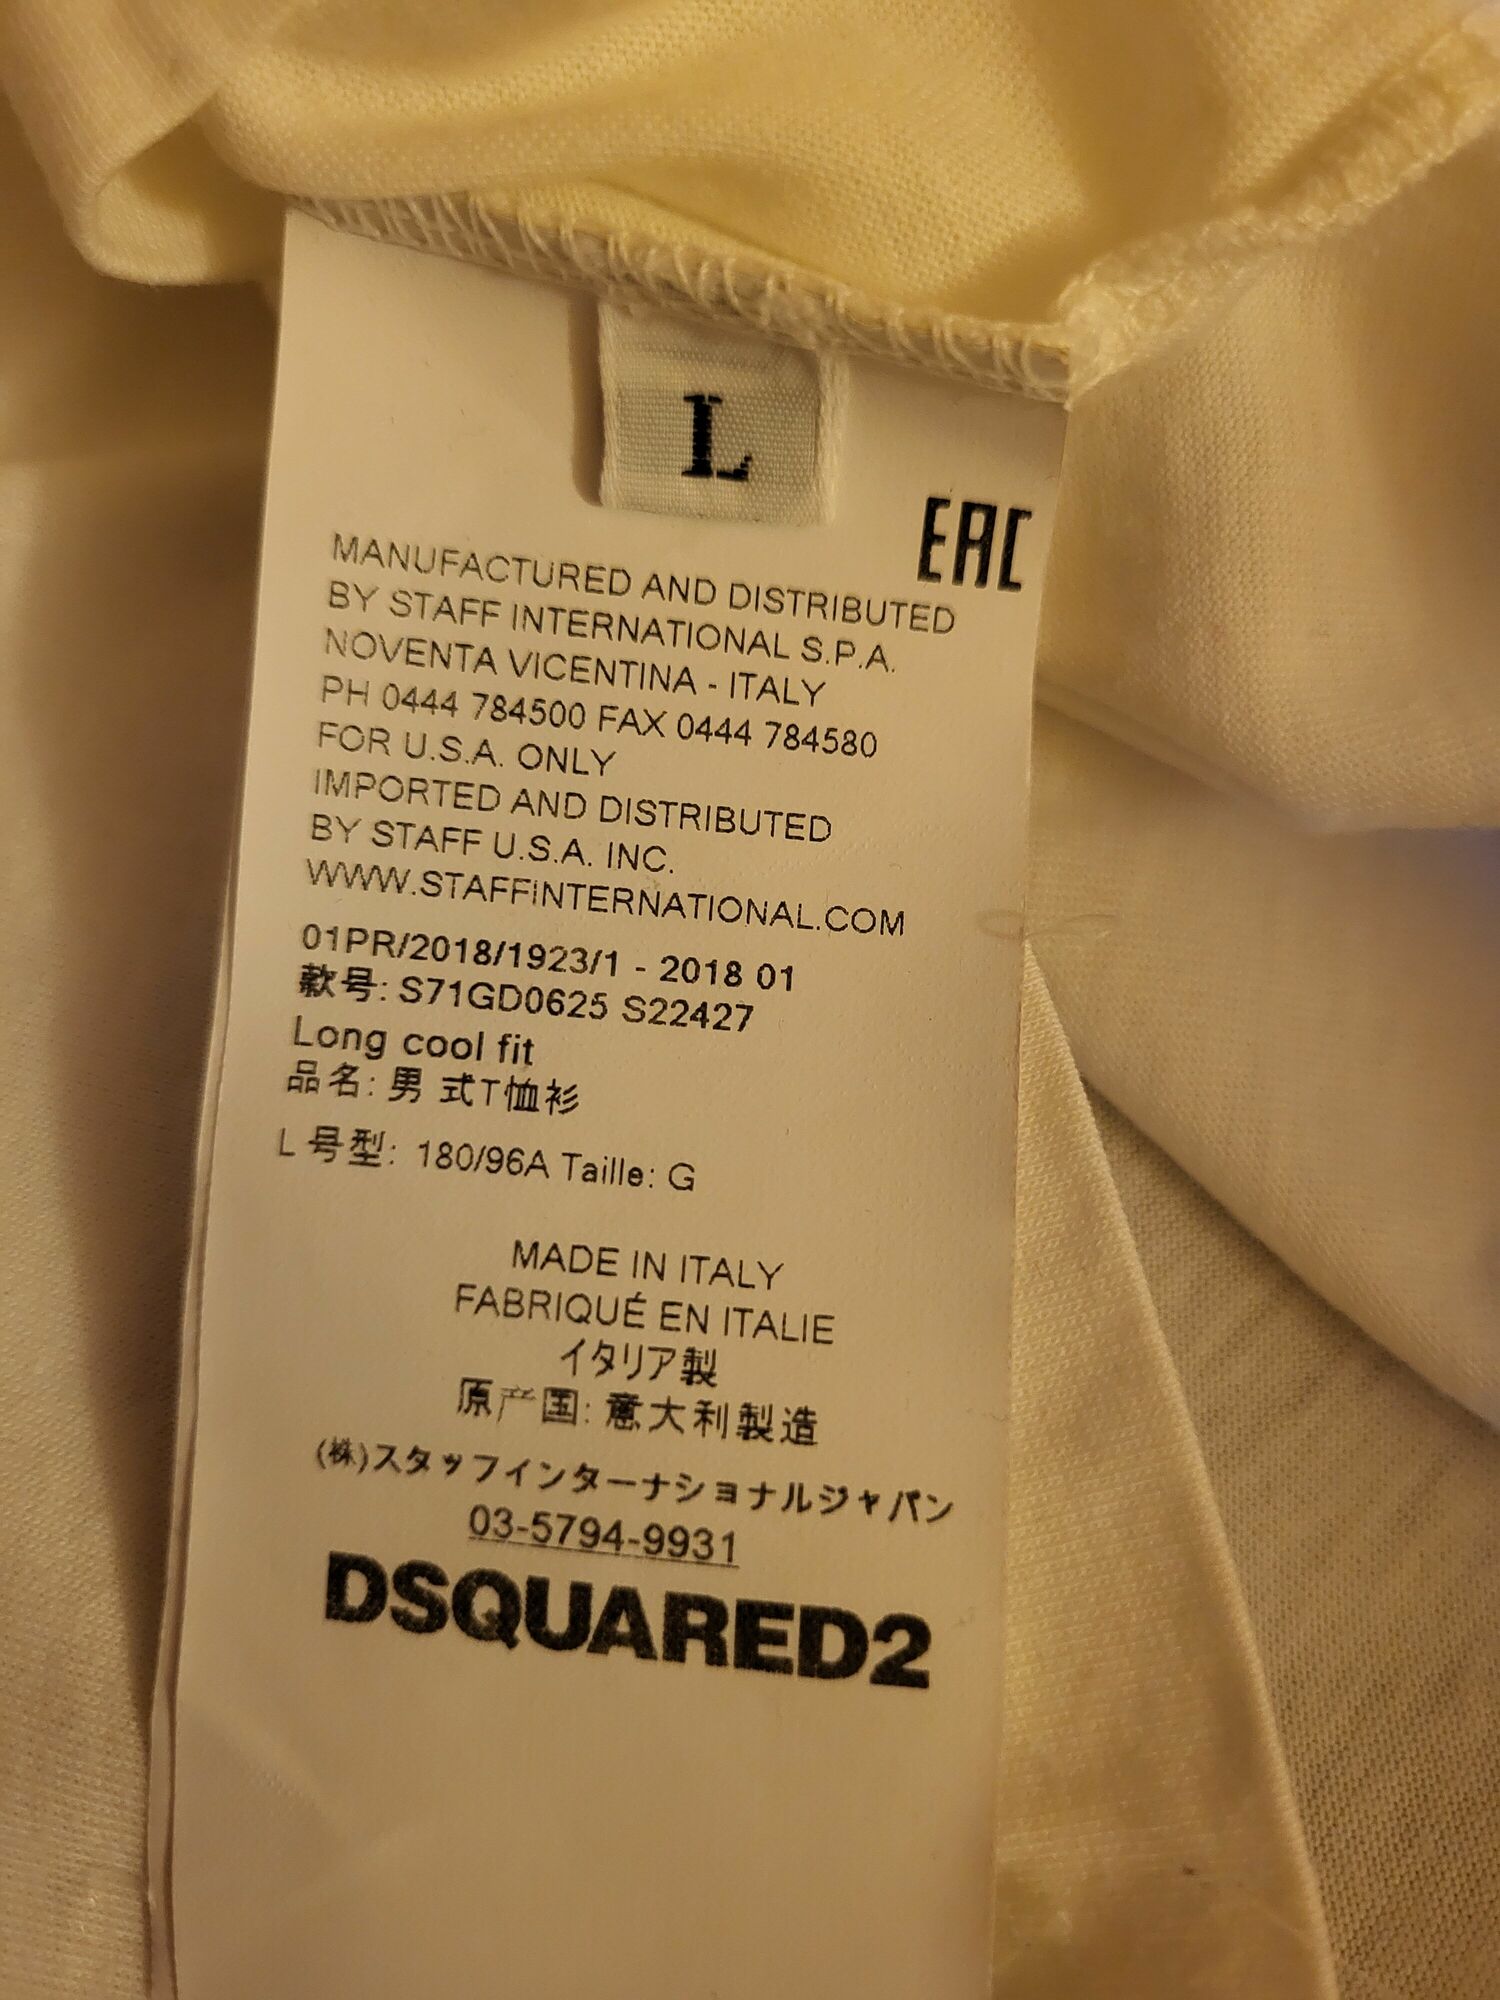 L
EAC
MANUFACTURED AND DISTRIBUTED
BY STAFF INTERNATIONAL S.P.A.
NOVENTA VICENTINA - ITALY
PH 0444 784500 FAX 0444 784580
FOR U.S.A. ONLY
IMPORTED AND DISTRIBUTED
BY STAFF U.S.A. INC.
WWW.STAFFINTERNATIONAL.COM
01PR/2018/1923/1 - 2018 01
款号: S71GD0625 S22427
Long cool fit
品名: 男 式T恤衫
L 号型: 180/96A Taille: G
MADE IN ITALY
FABRIQUÉ EN ITALIE
イタリア製
原产国: 意大利製造
(株)スタッフインターナショナルジャパン
03-5794-9931
DSQUARED2